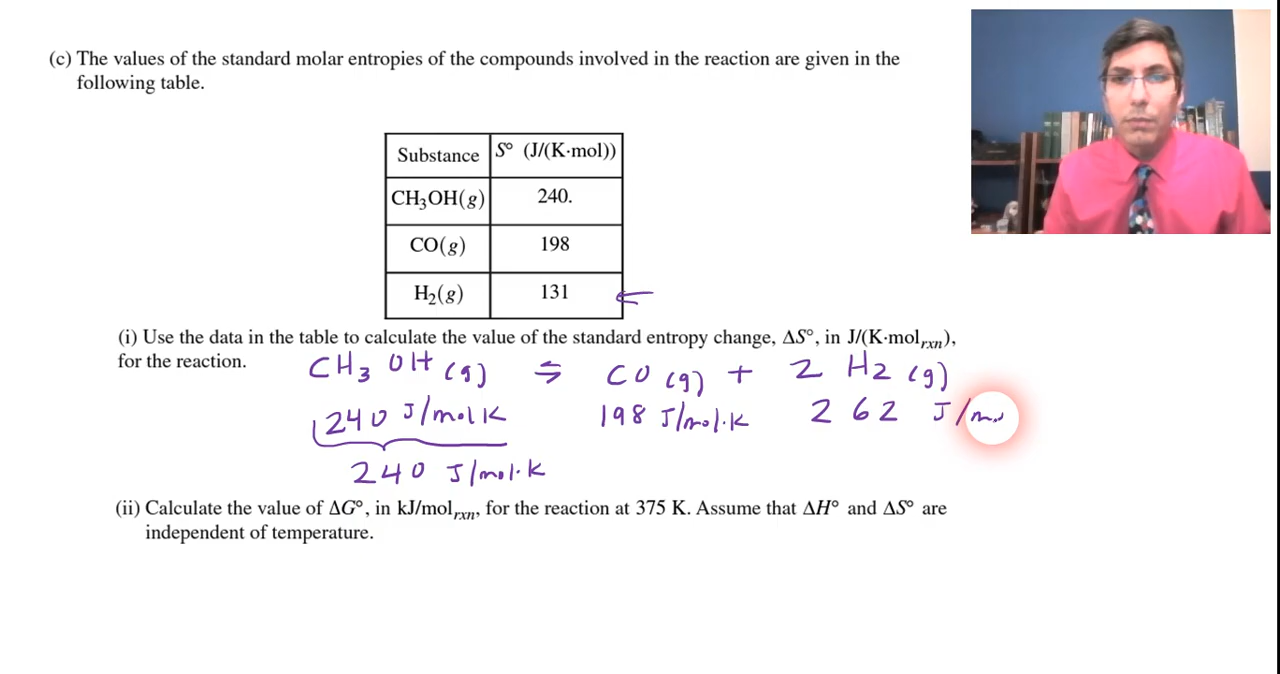 (c) The values of the standard molar entropies of the compounds involved in the reaction are given in the
following table.
Substance S° (J/(K·mol))
CH₃OH(g) 240.
CO(g) 198
H₂(g) 131 ←
(i) Use the data in the table to calculate the value of the standard entropy change, ΔS°, in J/(K·molᵣₓₙ),
for the reaction.
CH₃OH(g) ⇋ CO(g) + 2 H₂(g)
240 J/molK 198 J/mol·K 262 J/mo
240 J/mol·K
(ii) Calculate the value of ΔG°, in kJ/molᵣₓₙ, for the reaction at 375 K. Assume that ΔH° and ΔS° are
independent of temperature.